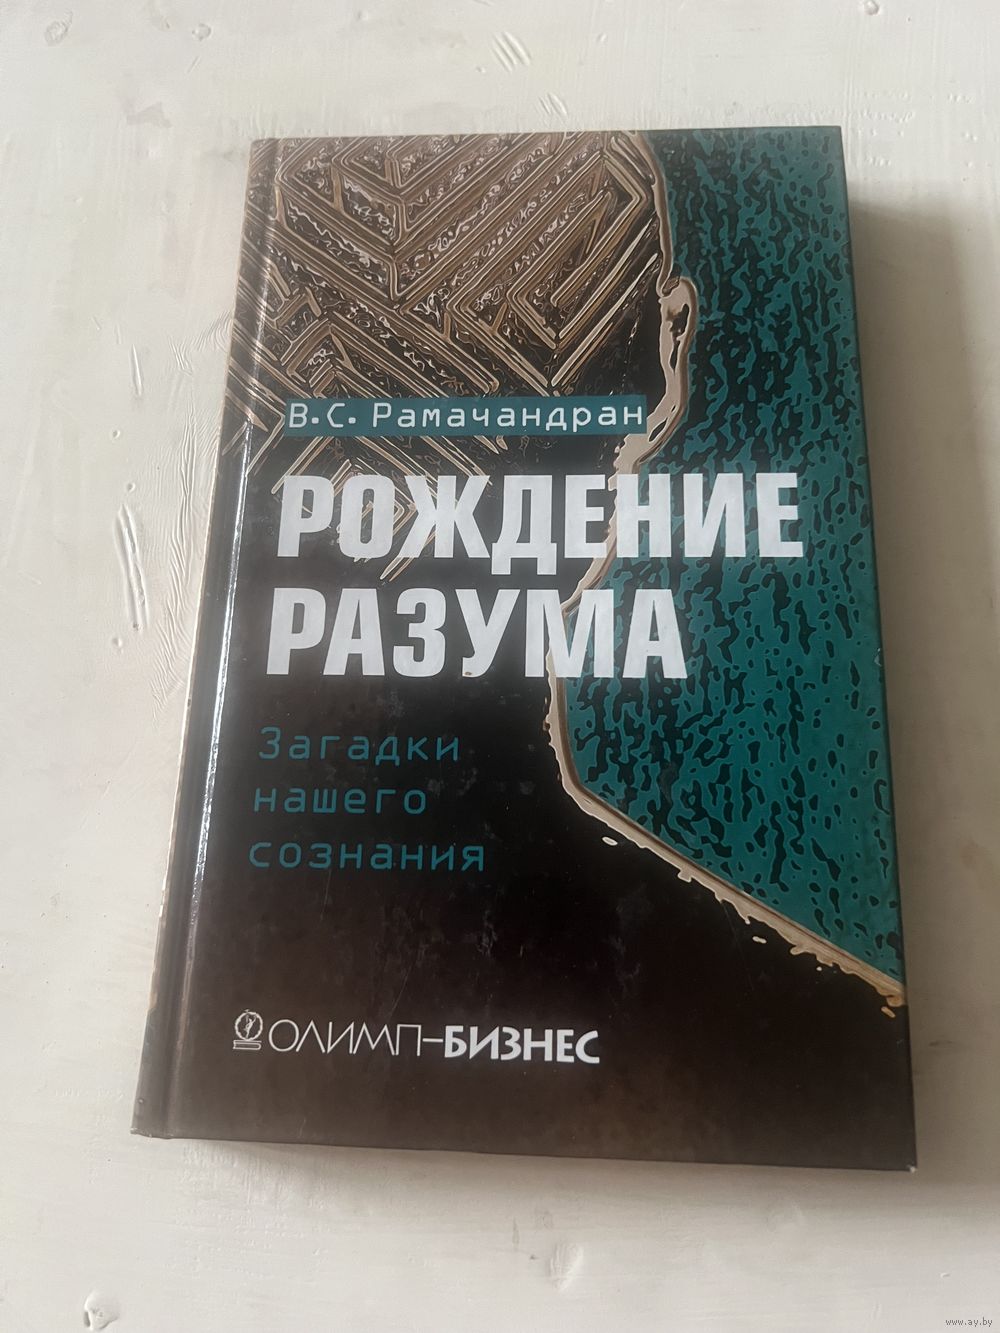 В.С. Рамачандран
РОЖДЕНИЕ
РАЗУМА
Загадки
нашего
сознания
ОЛИМП-БИЗНЕС
www.ay.by